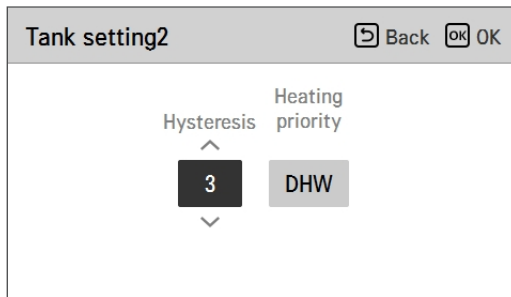 Tank setting2
Back OK OK
Heating
Hysteresis priority
3 DHW